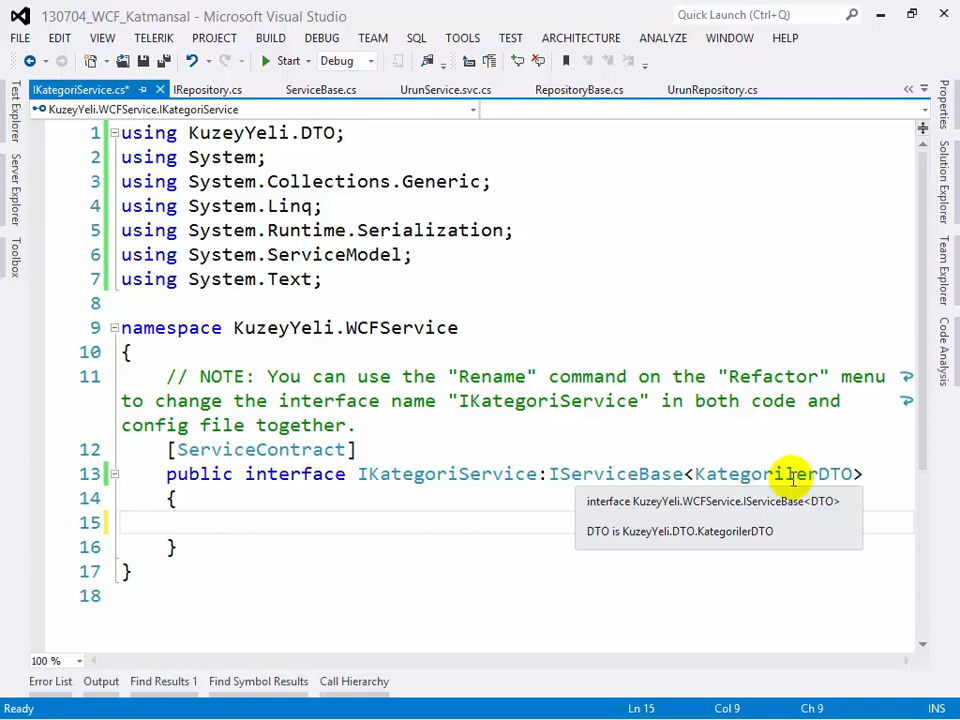 130704_WCF_Katmansal - Microsoft Visual Studio
Quick Launch (Ctrl+Q)
FILE EDIT VIEW TELERIK PROJECT BUILD DEBUG TEAM SQL TOOLS TEST ARCHITECTURE ANALYZE WINDOW HELP
Start Debug
IKategoriService.cs* IRepository.cs ServiceBase.cs UrunService.svc.cs RepositoryBase.cs UrunRepository.cs
KuzeyYeli.WCFService.IKategoriService
Test Explorer
Server Explorer
Toolbox
1 using KuzeyYeli.DTO;
2 using System;
3 using System.Collections.Generic;
4 using System.Linq;
5 using System.Runtime.Serialization;
6 using System.ServiceModel;
7 using System.Text;
8
9 namespace KuzeyYeli.WCFService
10 {
11 // NOTE: You can use the "Rename" command on the "Refactor" menu
to change the interface name "IKategoriService" in both code and
config file together.
12 [ServiceContract]
13 public interface IKategoriService:IServiceBase<KategorilerDTO>
14 {
interface KuzeyYeli.WCFService.IServiceBase<DTO>
15
DTO is KuzeyYeli.DTO.KategorilerDTO
16 }
17 }
18
Properties
Solution Explorer
Team Explorer
Code Analysis
100 %
Error List Output Find Results 1 Find Symbol Results Call Hierarchy
Ready Ln 15 Col 9 Ch 9 INS